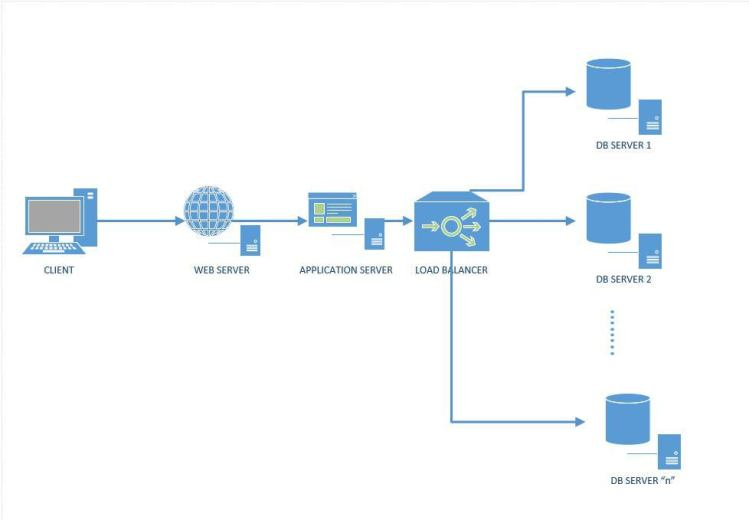 DB SERVER 1
CLIENT
WEB SERVER
APPLICATION SERVER
LOAD BALANCER
DB SERVER 2
DB SERVER “n”